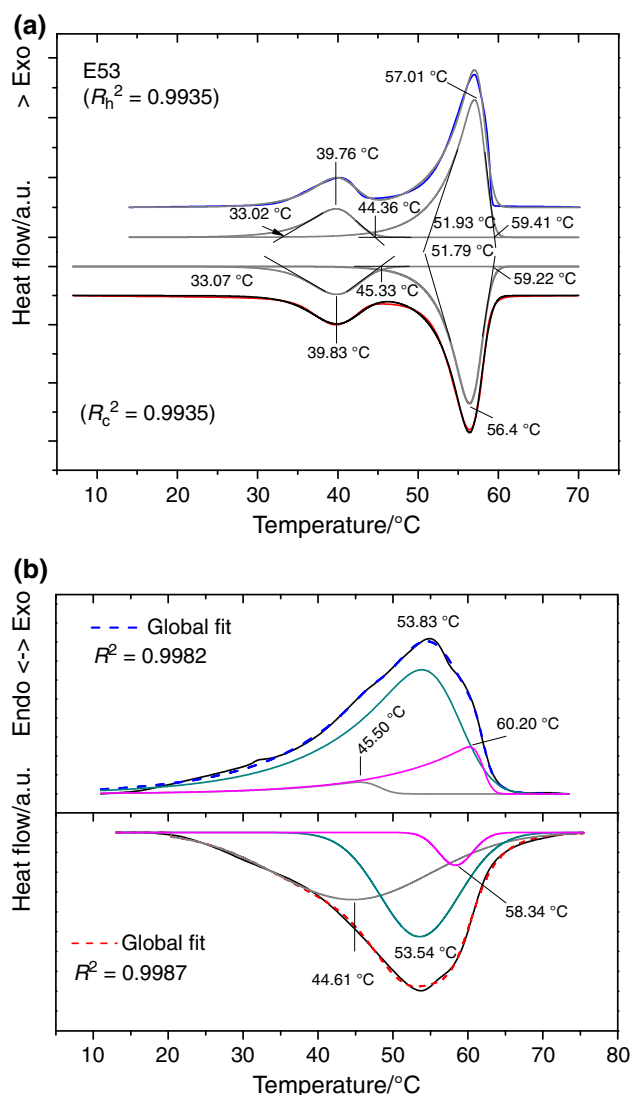 (a)
> Exo
Heat flow/a.u.
E53
(Rh² = 0.9935)
57.01 °C
39.76 °C
33.02 °C
44.36 °C
51.93 °C
59.41 °C
51.79 °C
33.07 °C
45.33 °C
59.22 °C
39.83 °C
(Rc² = 0.9935)
56.4 °C
10 20 30 40 50 60 70
Temperature/°C
(b)
Endo <-> Exo
Heat flow/a.u.
Global fit
R² = 0.9982
53.83 °C
45.50 °C
60.20 °C
58.34 °C
Global fit
R² = 0.9987
44.61 °C
53.54 °C
10 20 30 40 50 60 70 80
Temperature/°C